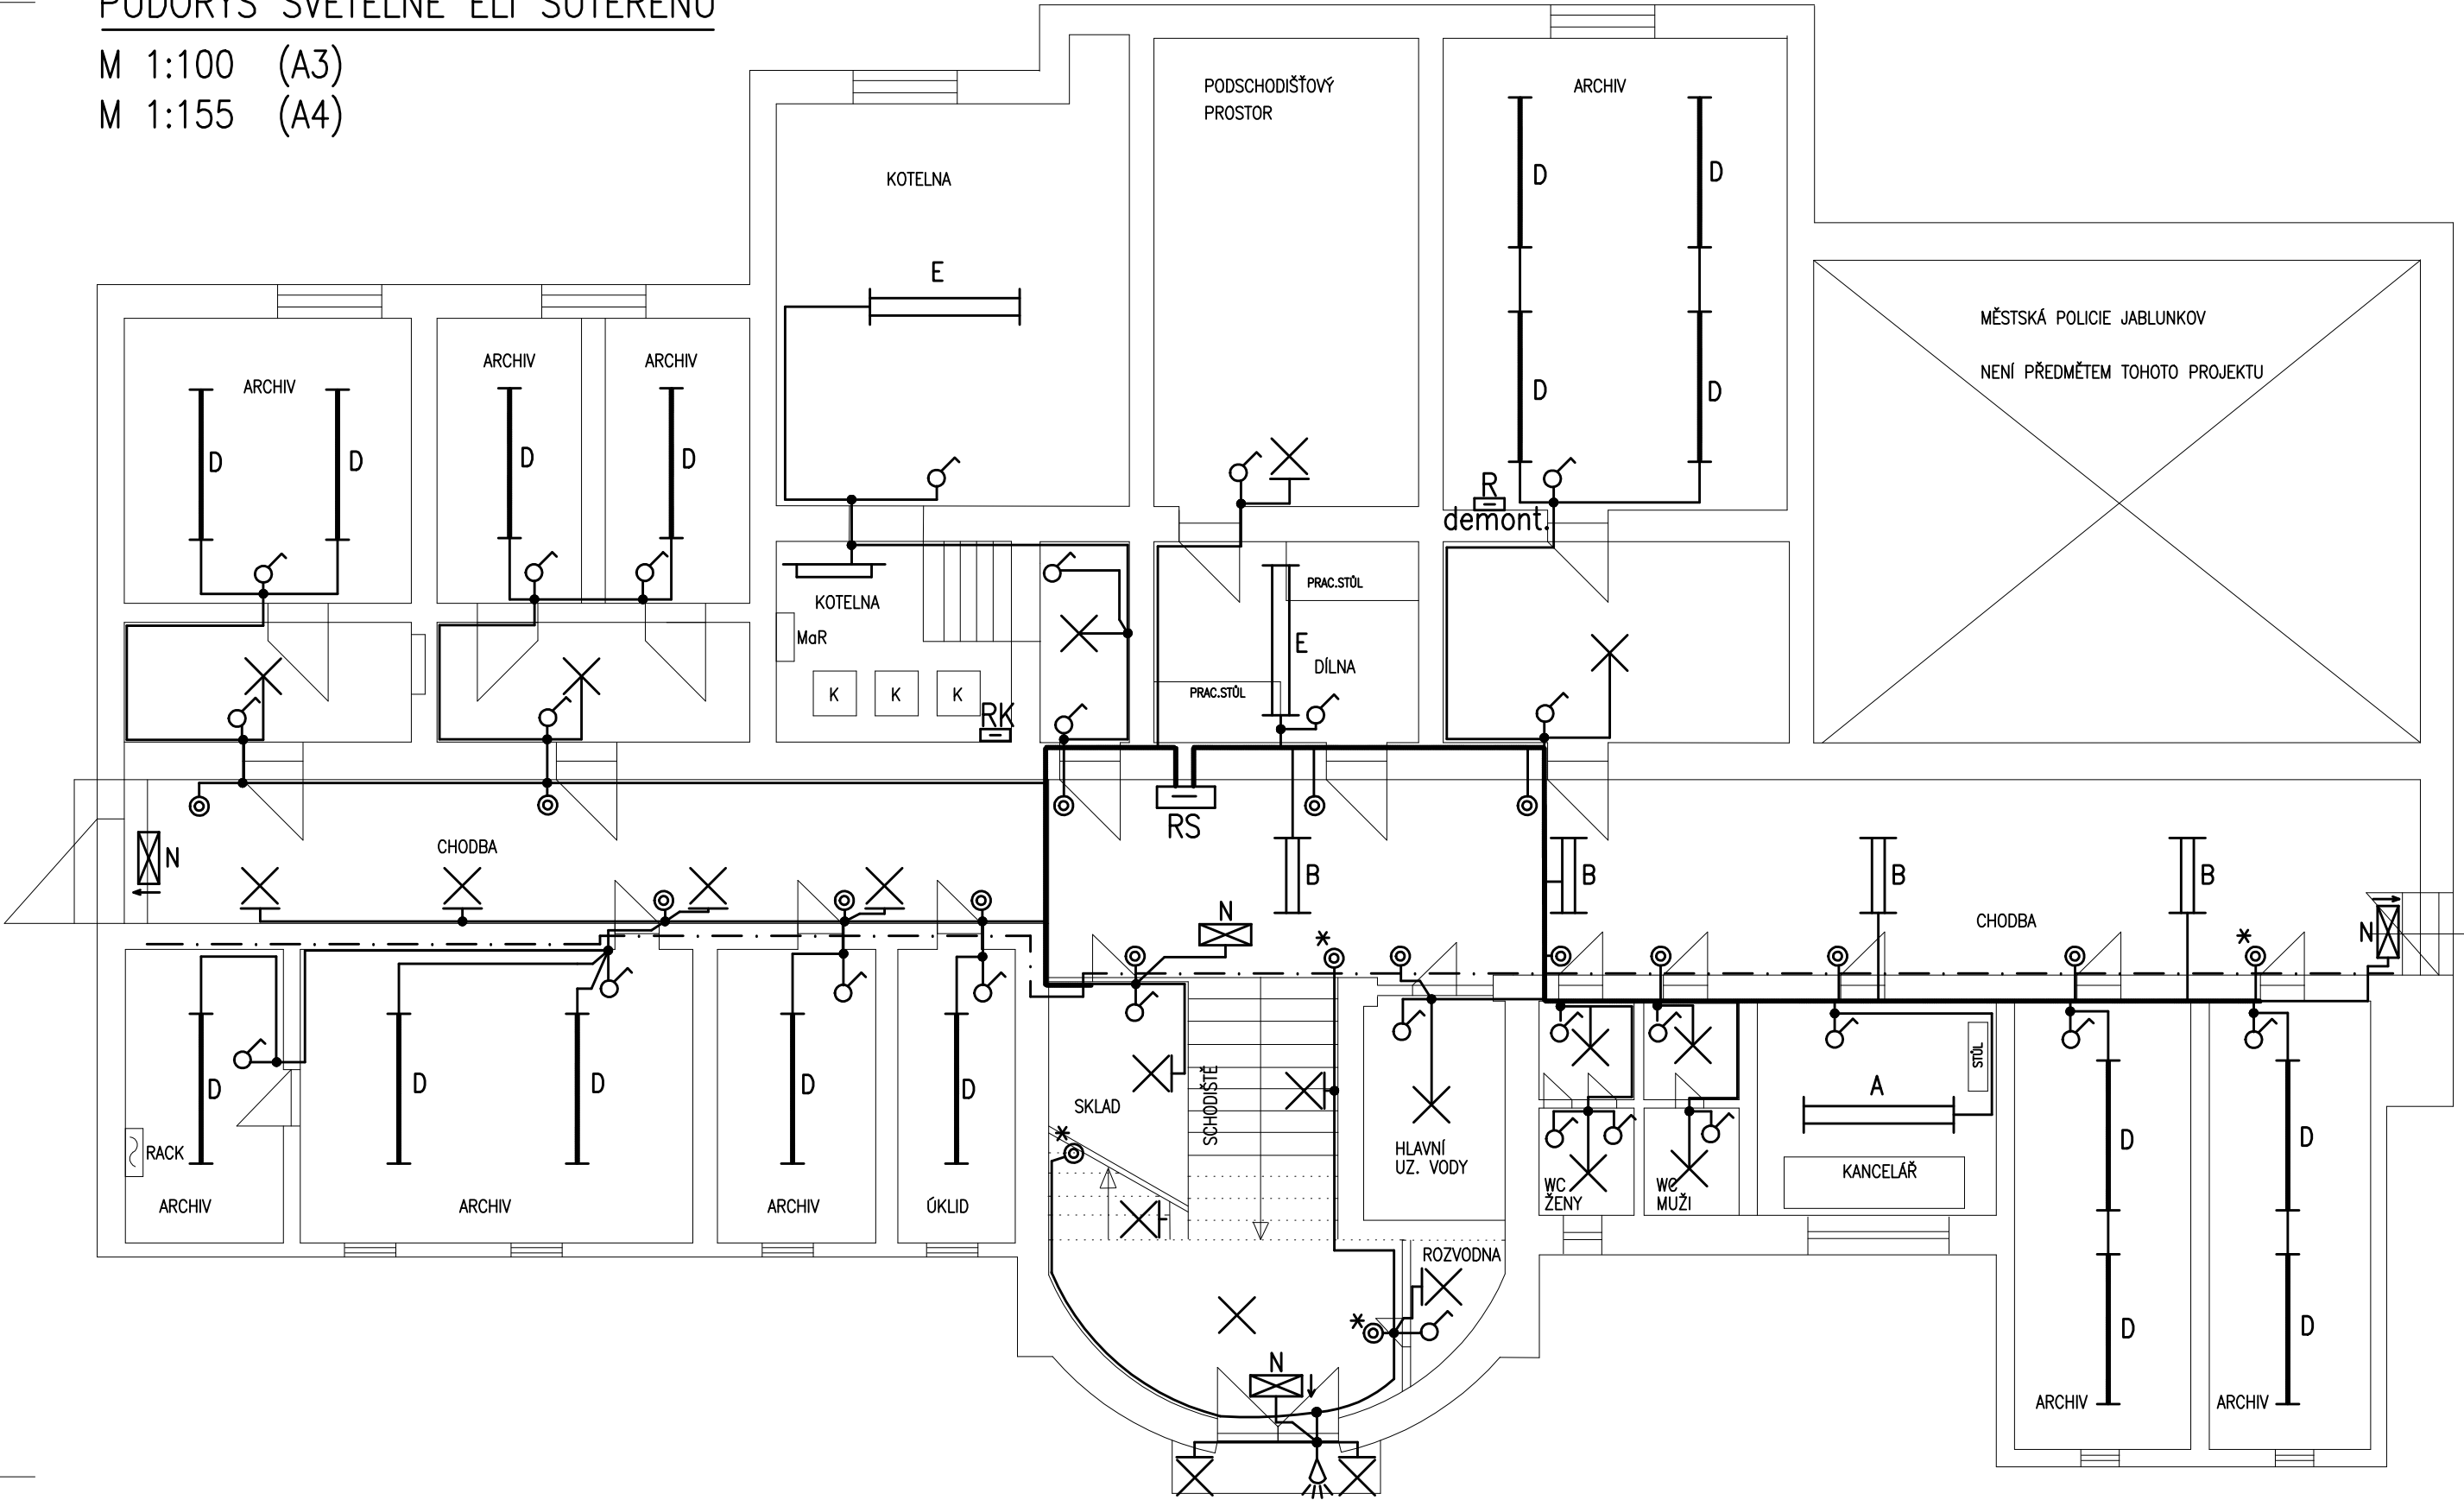 PŮDORYS SVĚTELNÉ ELI SUTERÉNU
M 1:100 (A3)
M 1:155 (A4)
PODSCHODIŠŤOVÝ
PROSTOR
ARCHIV
KOTELNA
D
D
E
MĚSTSKÁ POLICIE JABLUNKOV
NENÍ PŘEDMĚTEM TOHOTO PROJEKTU
ARCHIV
ARCHIV
ARCHIV
D
D
D
D
D
D
R
demont.
PRAC.STŮL
KOTELNA
MaR
E
DÍLNA
PRAC.STŮL
K
K
K
RK
RS
CHODBA
N
B
B
B
B
N
*
CHODBA
*
N
STŮL
D
D
D
D
D
A
SKLAD
SCHODIŠTĚ
*
HLAVNÍ
UZ. VODY
D
D
RACK
KANCELÁŘ
WC
ŽENY
WC
MUŽI
ARCHIV
ARCHIV
ARCHIV
ÚKLID
ROZVODNA
*
D
D
N
ARCHIV
ARCHIV